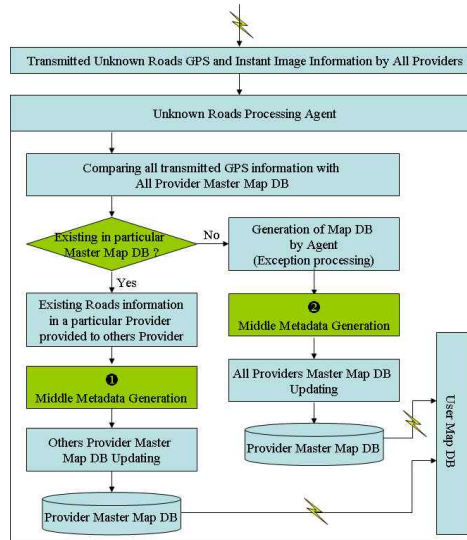 Transmitted Unknown Roads GPS and Instant Image Information by All Providers
Unknown Roads Processing Agent
Comparing all transmitted GPS information with
All Provider Master Map DB
Existing in particular
Master Map DB ?
No
Generation of Map DB
by Agent
(Exception processing)
Yes
Existing Roads information
in a particular Provider
provided to others Provider
❷
Middle Metadata Generation
❶
Middle Metadata Generation
All Providers Master Map DB
Updating
Others Provider Master
Map DB Updating
Provider Master Map DB
Provider Master Map DB
User Map DB